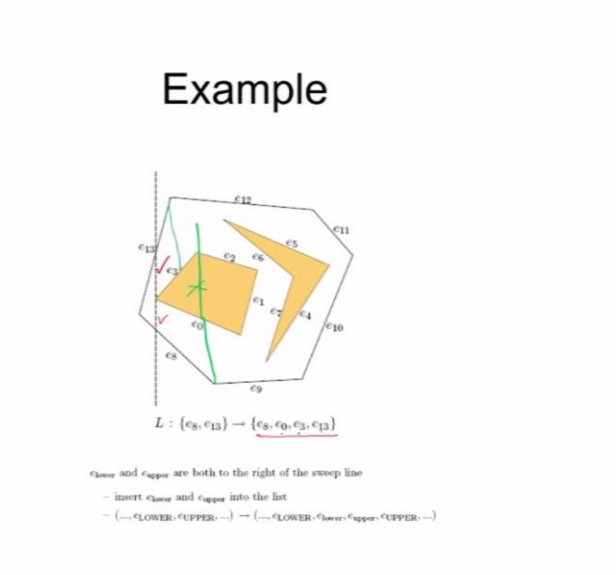 Example
e12
e11
e13
e5
e2
e6
e3
e1
e7
e4
e0
e10
e8
e9
L : {e8, e13} → {e8, e0, e3, e13}
elower and eupper are both to the right of the sweep line
– insert elower and eupper into the list
– (..., eLOWER, eUPPER, ...) → (..., eLOWER, elower, eupper, eUPPER, ...)